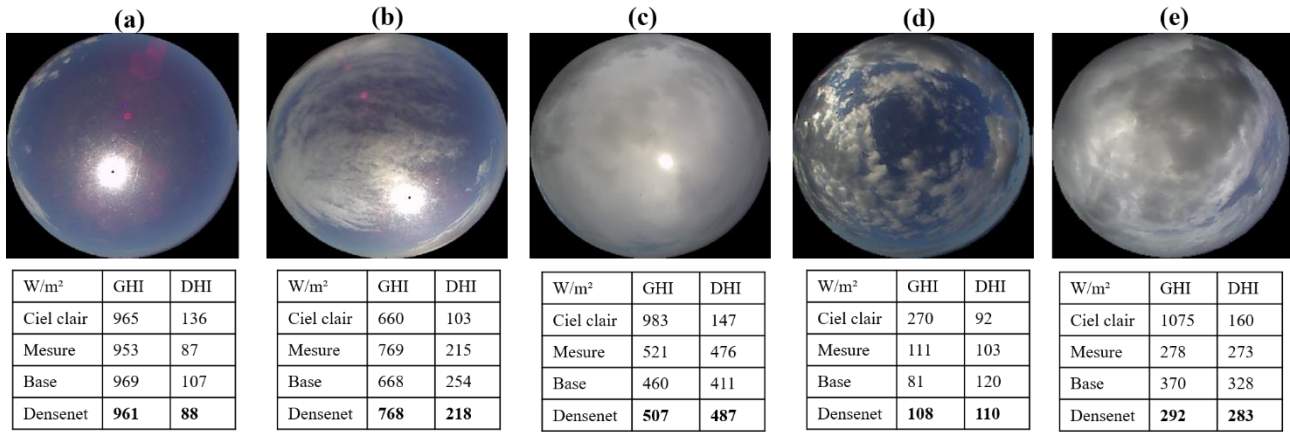 (a) (b) (c) (d) (e)
W/m² GHI DHI
Ciel clair 965 136
Mesure 953 87
Base 969 107
Densenet 961 88
W/m² GHI DHI
Ciel clair 660 103
Mesure 769 215
Base 668 254
Densenet 768 218
W/m² GHI DHI
Ciel clair 983 147
Mesure 521 476
Base 460 411
Densenet 507 487
W/m² GHI DHI
Ciel clair 270 92
Mesure 111 103
Base 81 120
Densenet 108 110
W/m² GHI DHI
Ciel clair 1075 160
Mesure 278 273
Base 370 328
Densenet 292 283